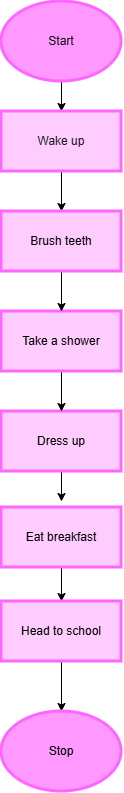 Start
Wake up
Brush teeth
Take a shower
Dress up
Eat breakfast
Head to school
Stop